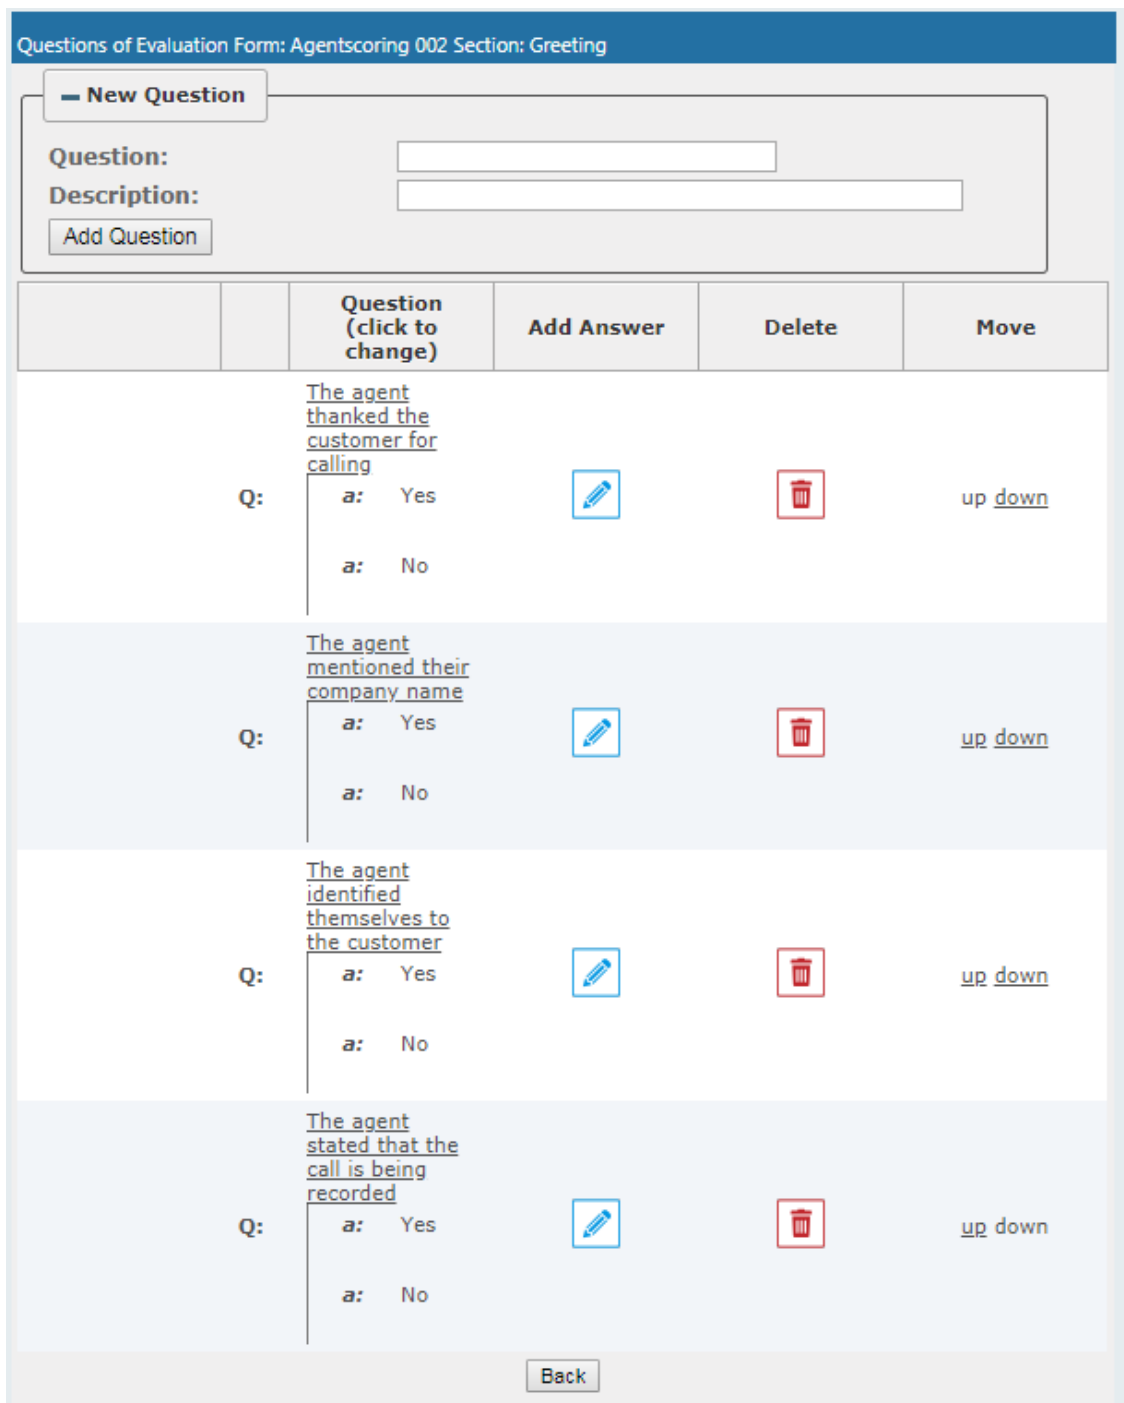 Questions of Evaluation Form: Agentscoring 002 Section: Greeting
New Question
Question:
Description:
Add Question
Question
(click to
change)
Add Answer
Delete
Move
The agent
thanked the
customer for
calling
Q:
a: Yes
a: No
up down
The agent
mentioned their
company name
Q:
a: Yes
a: No
up down
The agent
identified
themselves to
the customer
Q:
a: Yes
a: No
up down
The agent
stated that the
call is being
recorded
Q:
a: Yes
a: No
up down
Back